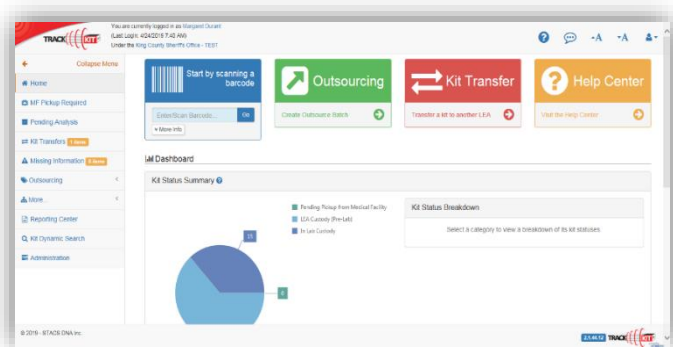 TRACK KIT
You are currently logged in as Margaret Durant
(Last Login: 4/24/2019 7:40 AM)
Under the King County Sheriff's Office - TEST
-A
-A
Collapse Menu
Home
MF Pickup Required
Pending Analysis
Kit Transfers
Missing Information
Outsourcing
More...
Reporting Center
Kit Dynamic Search
Administration
Start by scanning a
barcode
Enter/Scan Barcode...
Go
More Info
Outsourcing
Create Outsource Batch
Kit Transfer
Transfer a kit to another LEA
Help Center
Visit the Help Center
Dashboard
Kit Status Summary
Pending Pickup from Medical Facility
LEA Custody (Pre-Lab)
In Lab Custody
Kit Status Breakdown
Select a category to view a breakdown of its kit statuses
© 2019 - STACS DNA Inc.
TRACK KIT